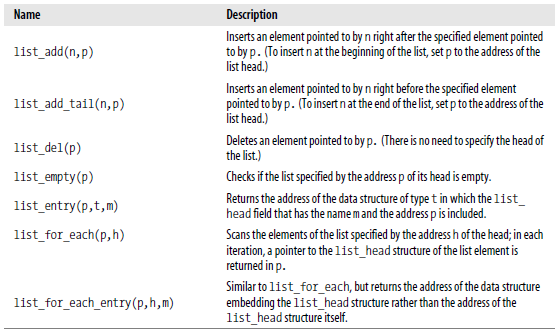 Name Description
list_add(n,p) Inserts an element pointed to by n right after the specified element pointed
to by p. (To insert n at the beginning of the list, set p to the address of the
list head.)
list_add_tail(n,p) Inserts an element pointed to by n right before the specified element
pointed to by p. (To insert n at the end of the list, set p to the address of the
list head.)
list_del(p) Deletes an element pointed to by p. (There is no need to specify the head of
the list.)
list_empty(p) Checks if the list specified by the address p of its head is empty.
list_entry(p,t,m) Returns the address of the data structure of type t in which the list_
head field that has the name m and the address p is included.
list_for_each(p,h) Scans the elements of the list specified by the address h of the head; in each
iteration, a pointer to the list_head structure of the list element is
returned in p.
list_for_each_entry(p,h,m) Similar to list_for_each, but returns the address of the data structure
embedding the list_head structure rather than the address of the
list_head structure itself.